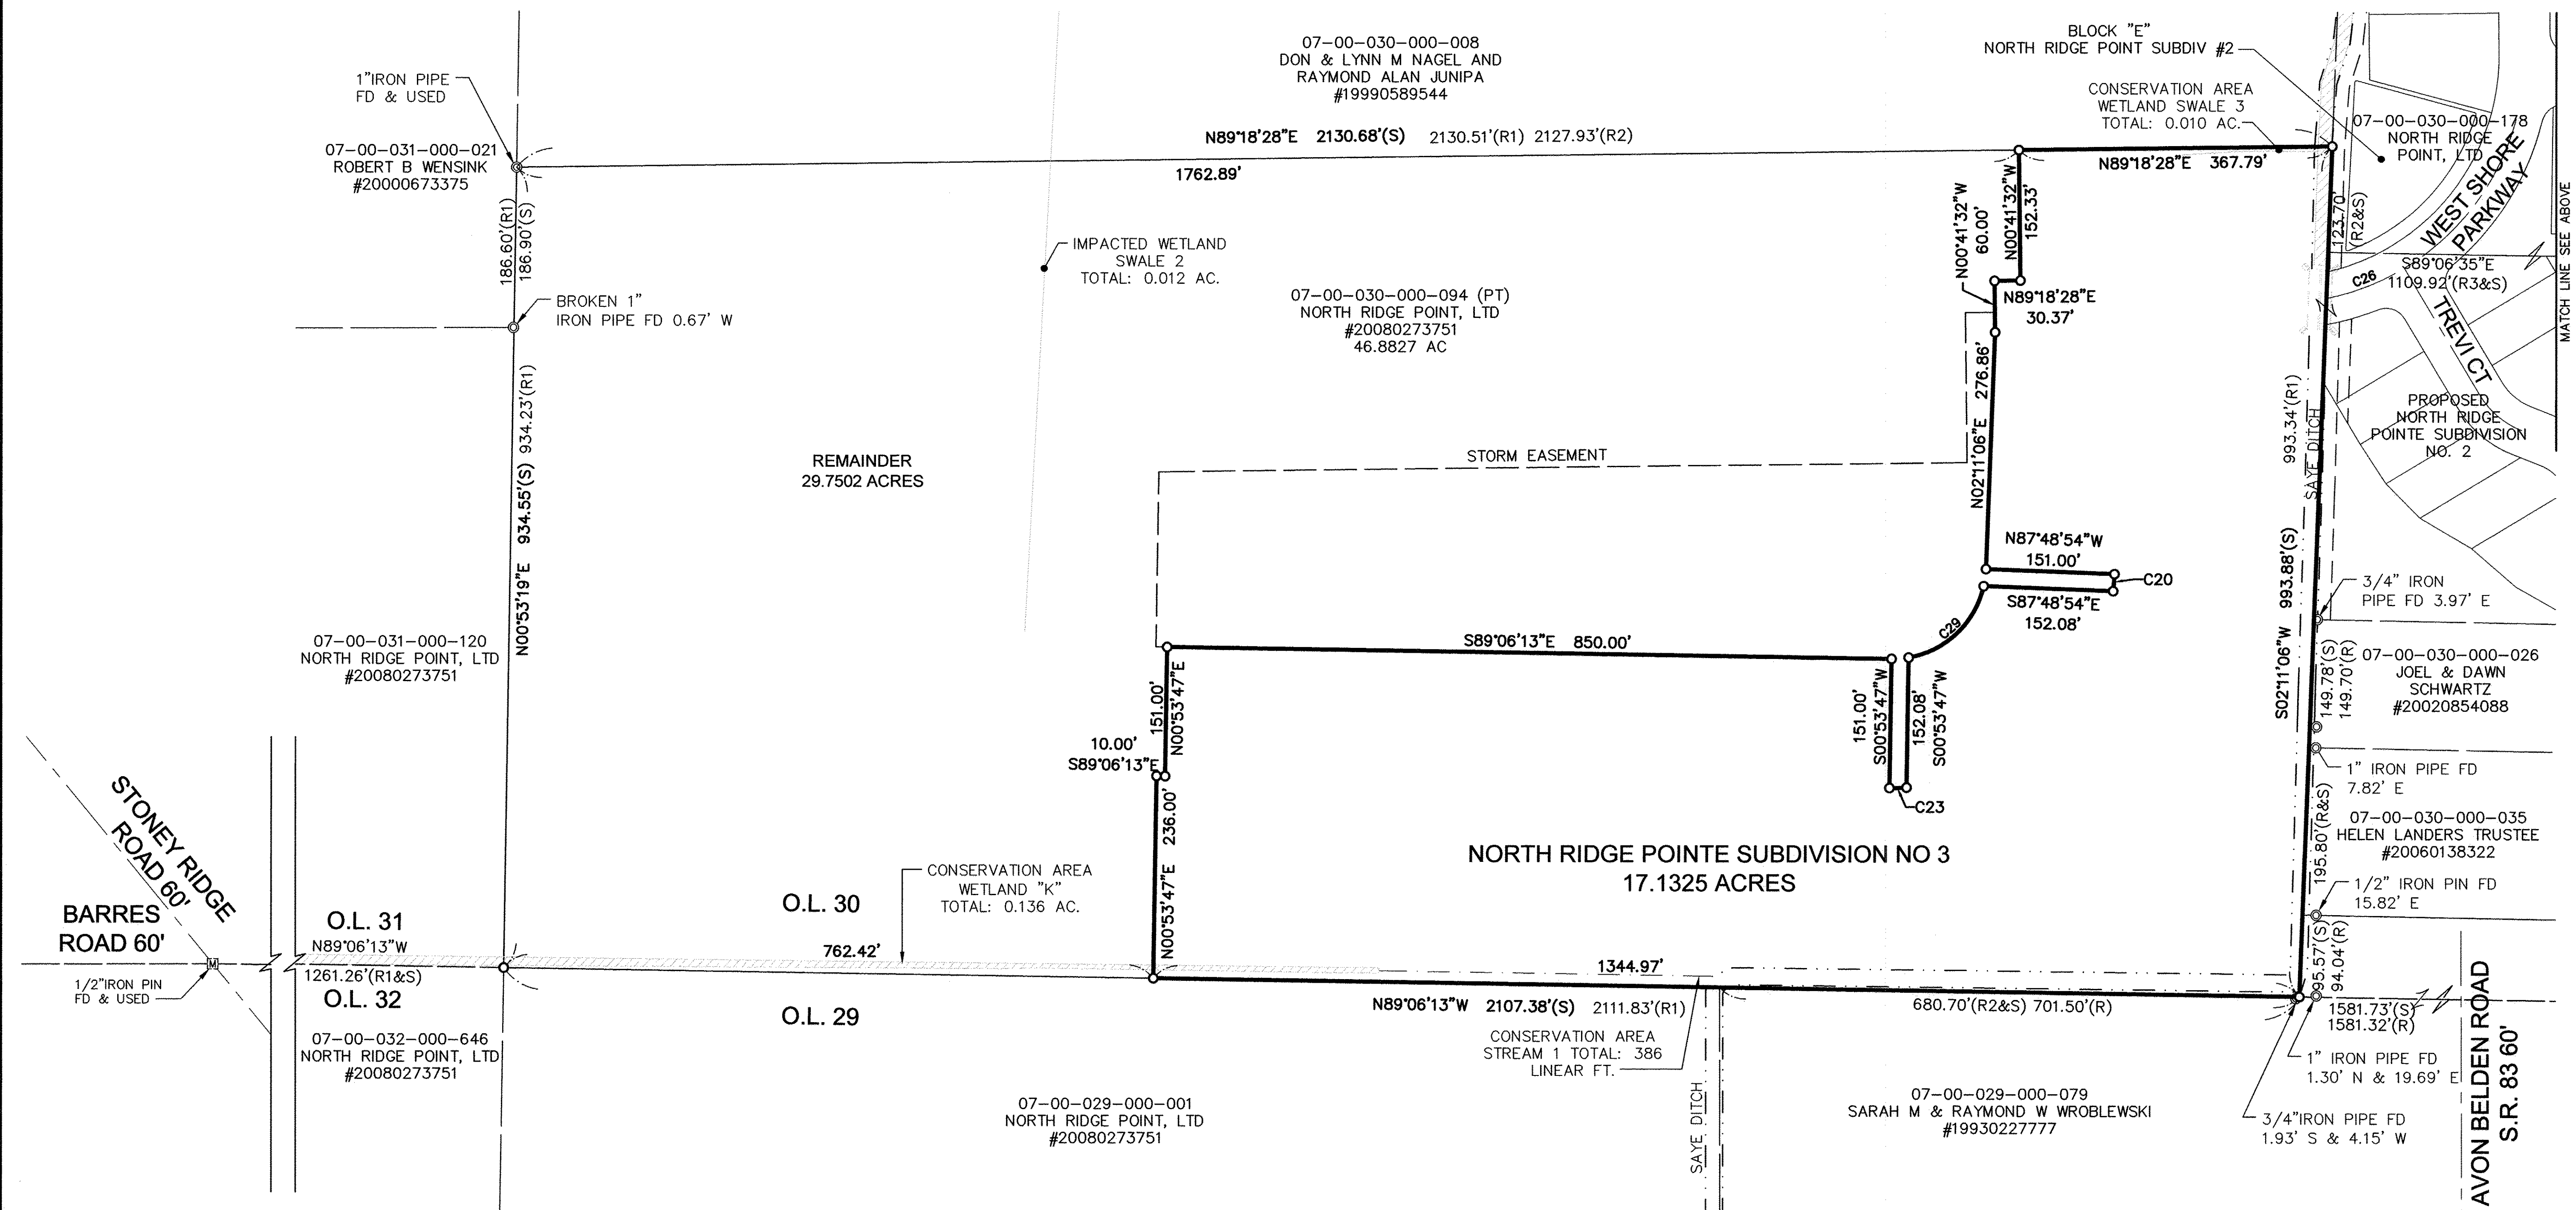 07-00-030-000-008
DON & LYNN M NAGEL AND
RAYMOND ALAN JUNIPA
#19990589544
BLOCK "E"
NORTH RIDGE POINT SUBDIV #2
1"IRON PIPE
FD & USED
CONSERVATION AREA
WETLAND SWALE 3
TOTAL: 0.010 AC.
07-00-030-000-178
NORTH RIDGE
POINT, LTD
WEST SHORE
PARKWAY
MATCH LINE SEE ABOVE
07-00-031-000-021
ROBERT B WENSINK
#20000673375
N89°18'28"E 2130.68'(S) 2130.51'(R1) 2127.93'(R2)
1762.89'
N89°18'28"E 367.79'
186.60'(R1)
186.90'(S)
N00°41'32"W
60.00'
N00°41'32"W
152.33'
123.70'
(R2&S)
IMPACTED WETLAND
SWALE 2
TOTAL: 0.012 AC.
S89°06'35"E
1109.92'(R3&S)
C26
TREVI CT
BROKEN 1"
IRON PIPE FD 0.67' W
07-00-030-000-094 (PT)
NORTH RIDGE POINT, LTD
#20080273751
46.8827 AC
N89°18'28"E
30.37'
N02°11'06"E 276.86'
993.34'(R1)
SAYE DITCH
PROPOSED
NORTH RIDGE
POINTE SUBDIVISION
NO. 2
N00°53'19"E 934.55'(S) 934.23'(R1)
REMAINDER
29.7502 ACRES
STORM EASEMENT
N87°48'54"W
151.00'
C20
S87°48'54"E
152.08'
S02°11'06"W 993.88'(S)
3/4" IRON
PIPE FD 3.97' E
C29
S89°06'13"E 850.00'
07-00-031-000-120
NORTH RIDGE POINT, LTD
#20080273751
151.00'
N00°53'47"E
151.00'
S00°53'47"W
152.08'
S00°53'47"W
149.78'(S)
149.70'(R)
07-00-030-000-026
JOEL & DAWN
SCHWARTZ
#20020854088
10.00'
S89°06'13"E
C23
1" IRON PIPE FD
7.82' E
STONEY RIDGE
ROAD 60'
N00°53'47"E 236.00'
NORTH RIDGE POINTE SUBDIVISION NO 3
17.1325 ACRES
195.80'(R2&S)
07-00-030-000-035
HELEN LANDERS TRUSTEE
#20060138322
CONSERVATION AREA
WETLAND "K"
TOTAL: 0.136 AC.
1/2" IRON PIN FD
15.82' E
BARRES
ROAD 60'
O.L. 31
O.L. 30
N89°06'13"W
762.42'
1344.97'
95.57'(S)
94.04'(R)
1261.26'(R1&S)
1/2"IRON PIN
FD & USED
O.L. 32
O.L. 29
N89°06'13"W 2107.38'(S) 2111.83'(R1)
680.70'(R2&S) 701.50'(R)
1581.73'(S)
1581.32'(R)
07-00-032-000-646
NORTH RIDGE POINT, LTD
#20080273751
CONSERVATION AREA
STREAM 1 TOTAL: 386
LINEAR FT.
1" IRON PIPE FD
1.30' N & 19.69' E
07-00-029-000-001
NORTH RIDGE POINT, LTD
#20080273751
SAYE DITCH
07-00-029-000-079
SARAH M & RAYMOND W WROBLEWSKI
#19930227777
3/4"IRON PIPE FD
1.93' S & 4.15' W
AVON BELDEN ROAD
S.R. 83 60'
M